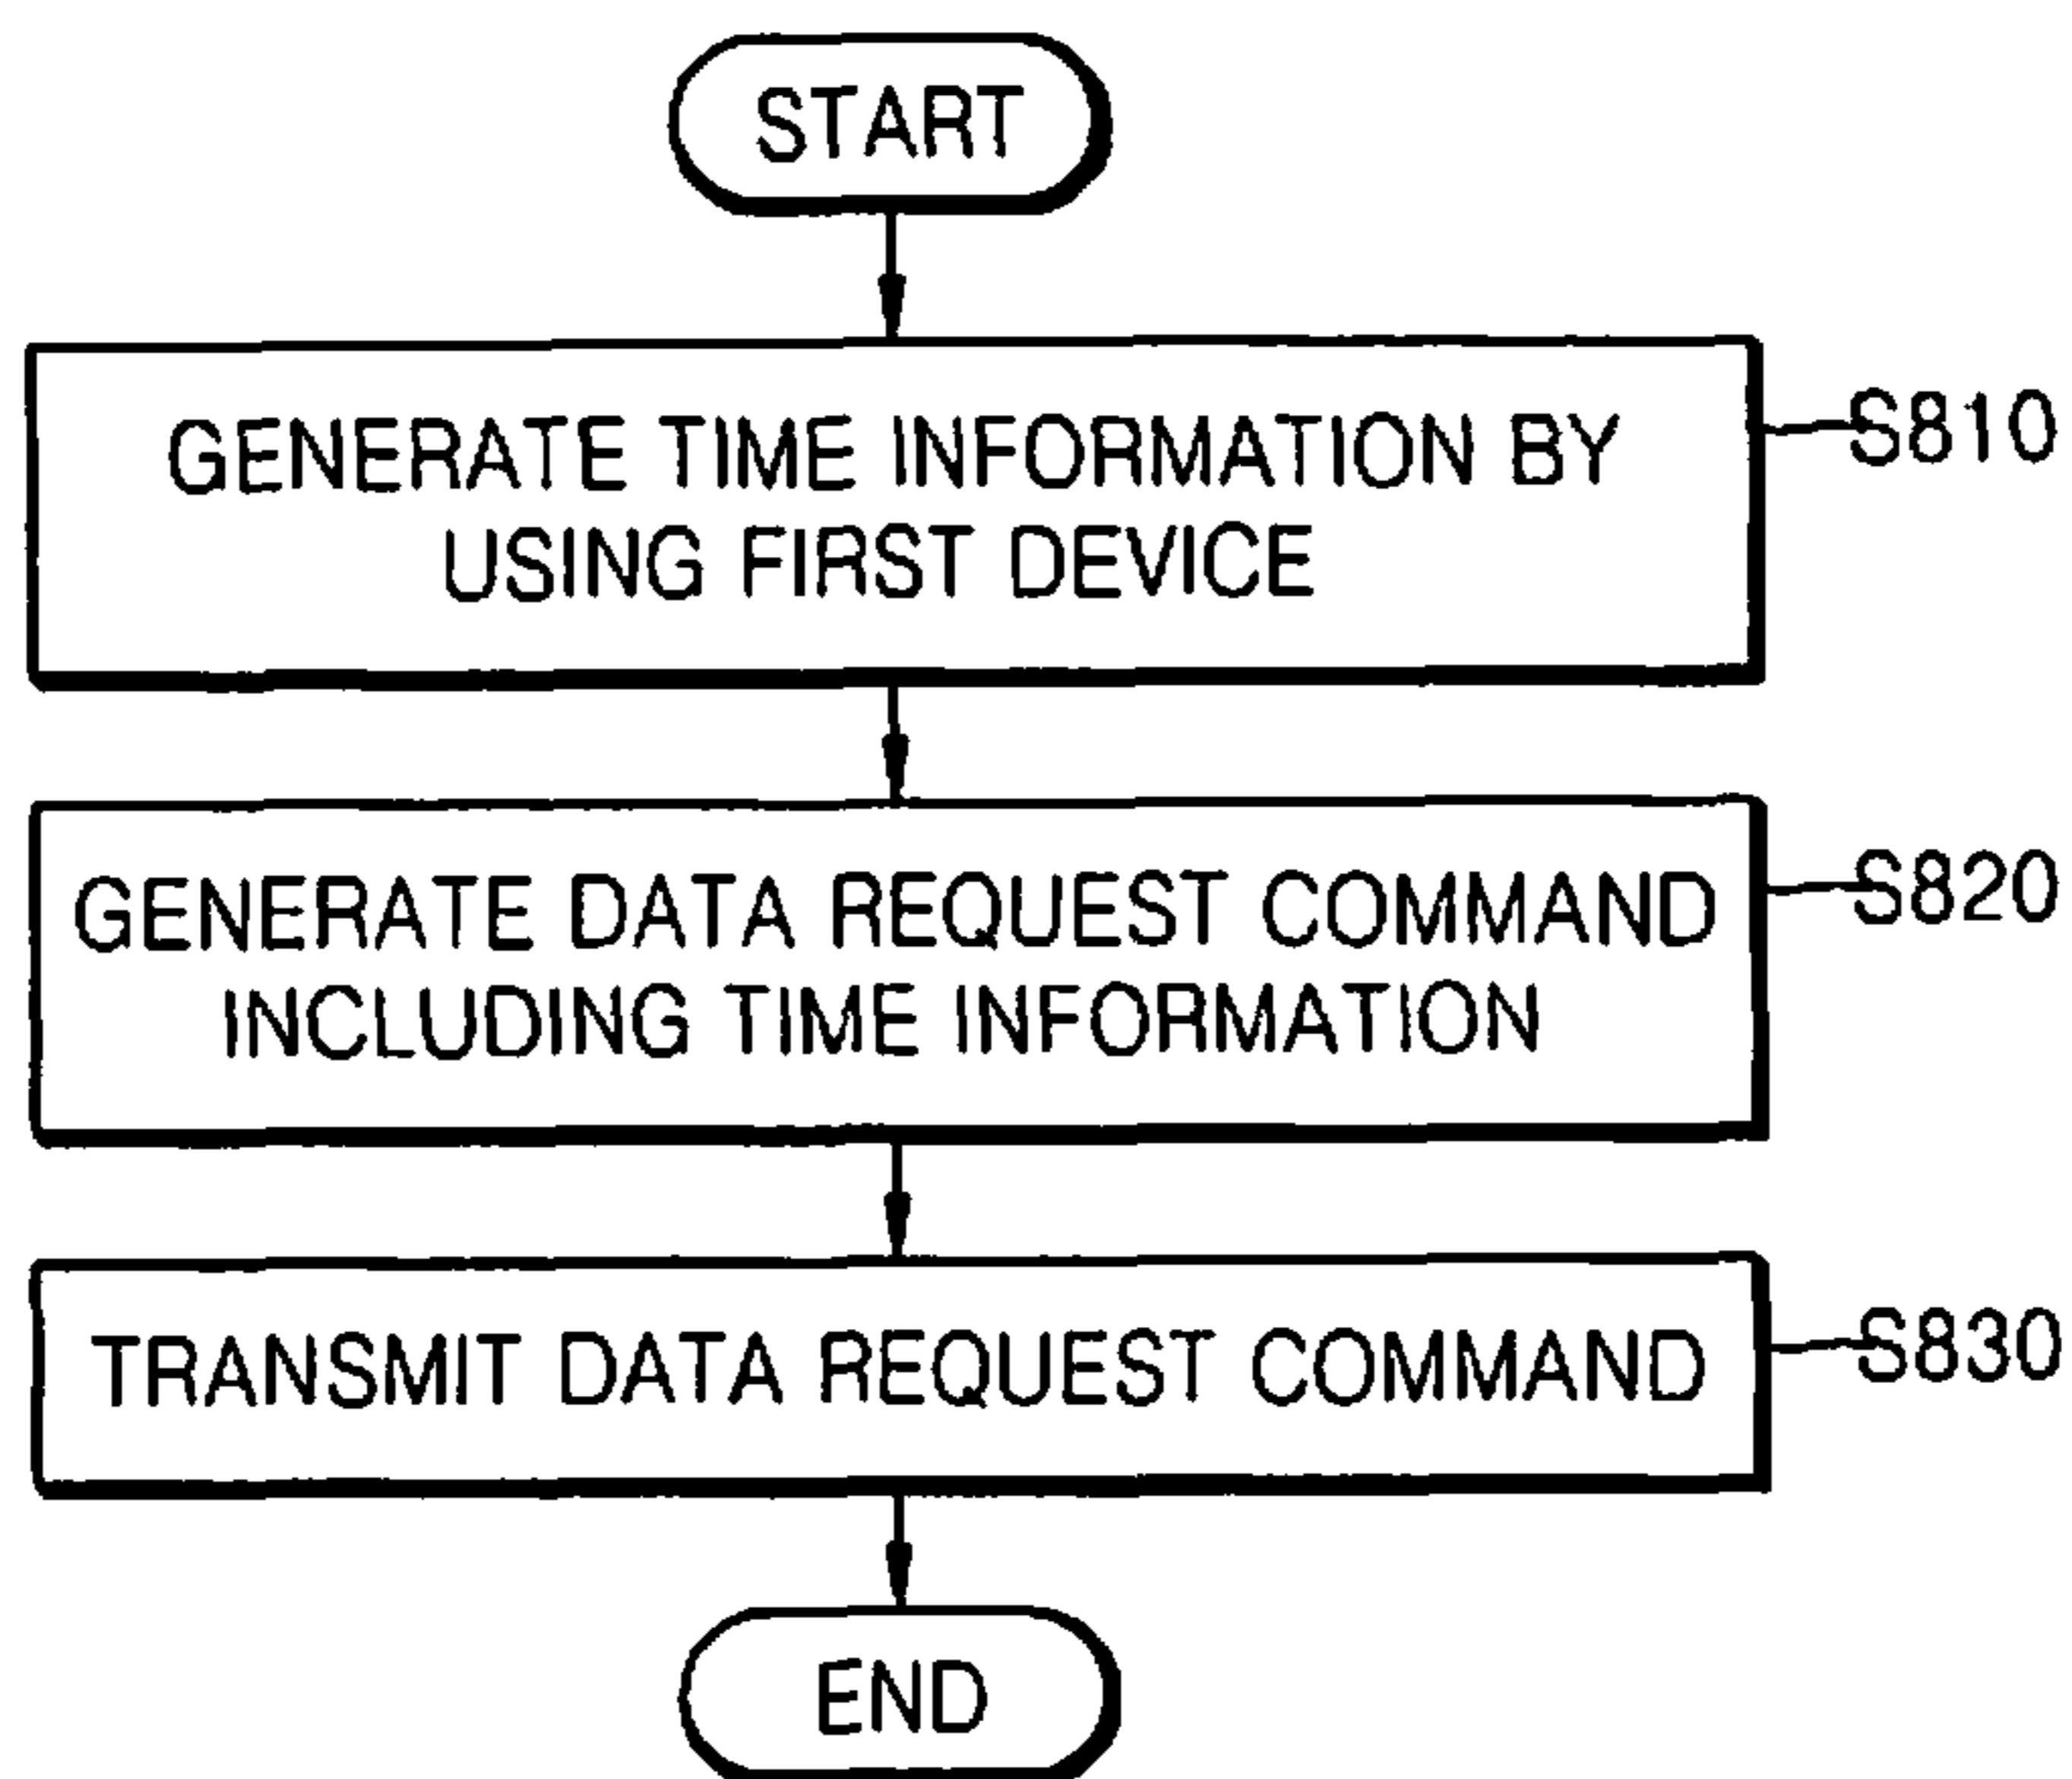 START
GENERATE TIME INFORMATION BY
USING FIRST DEVICE
S810
GENERATE DATA REQUEST COMMAND
INCLUDING TIME INFORMATION
S820
TRANSMIT DATA REQUEST COMMAND
S830
END